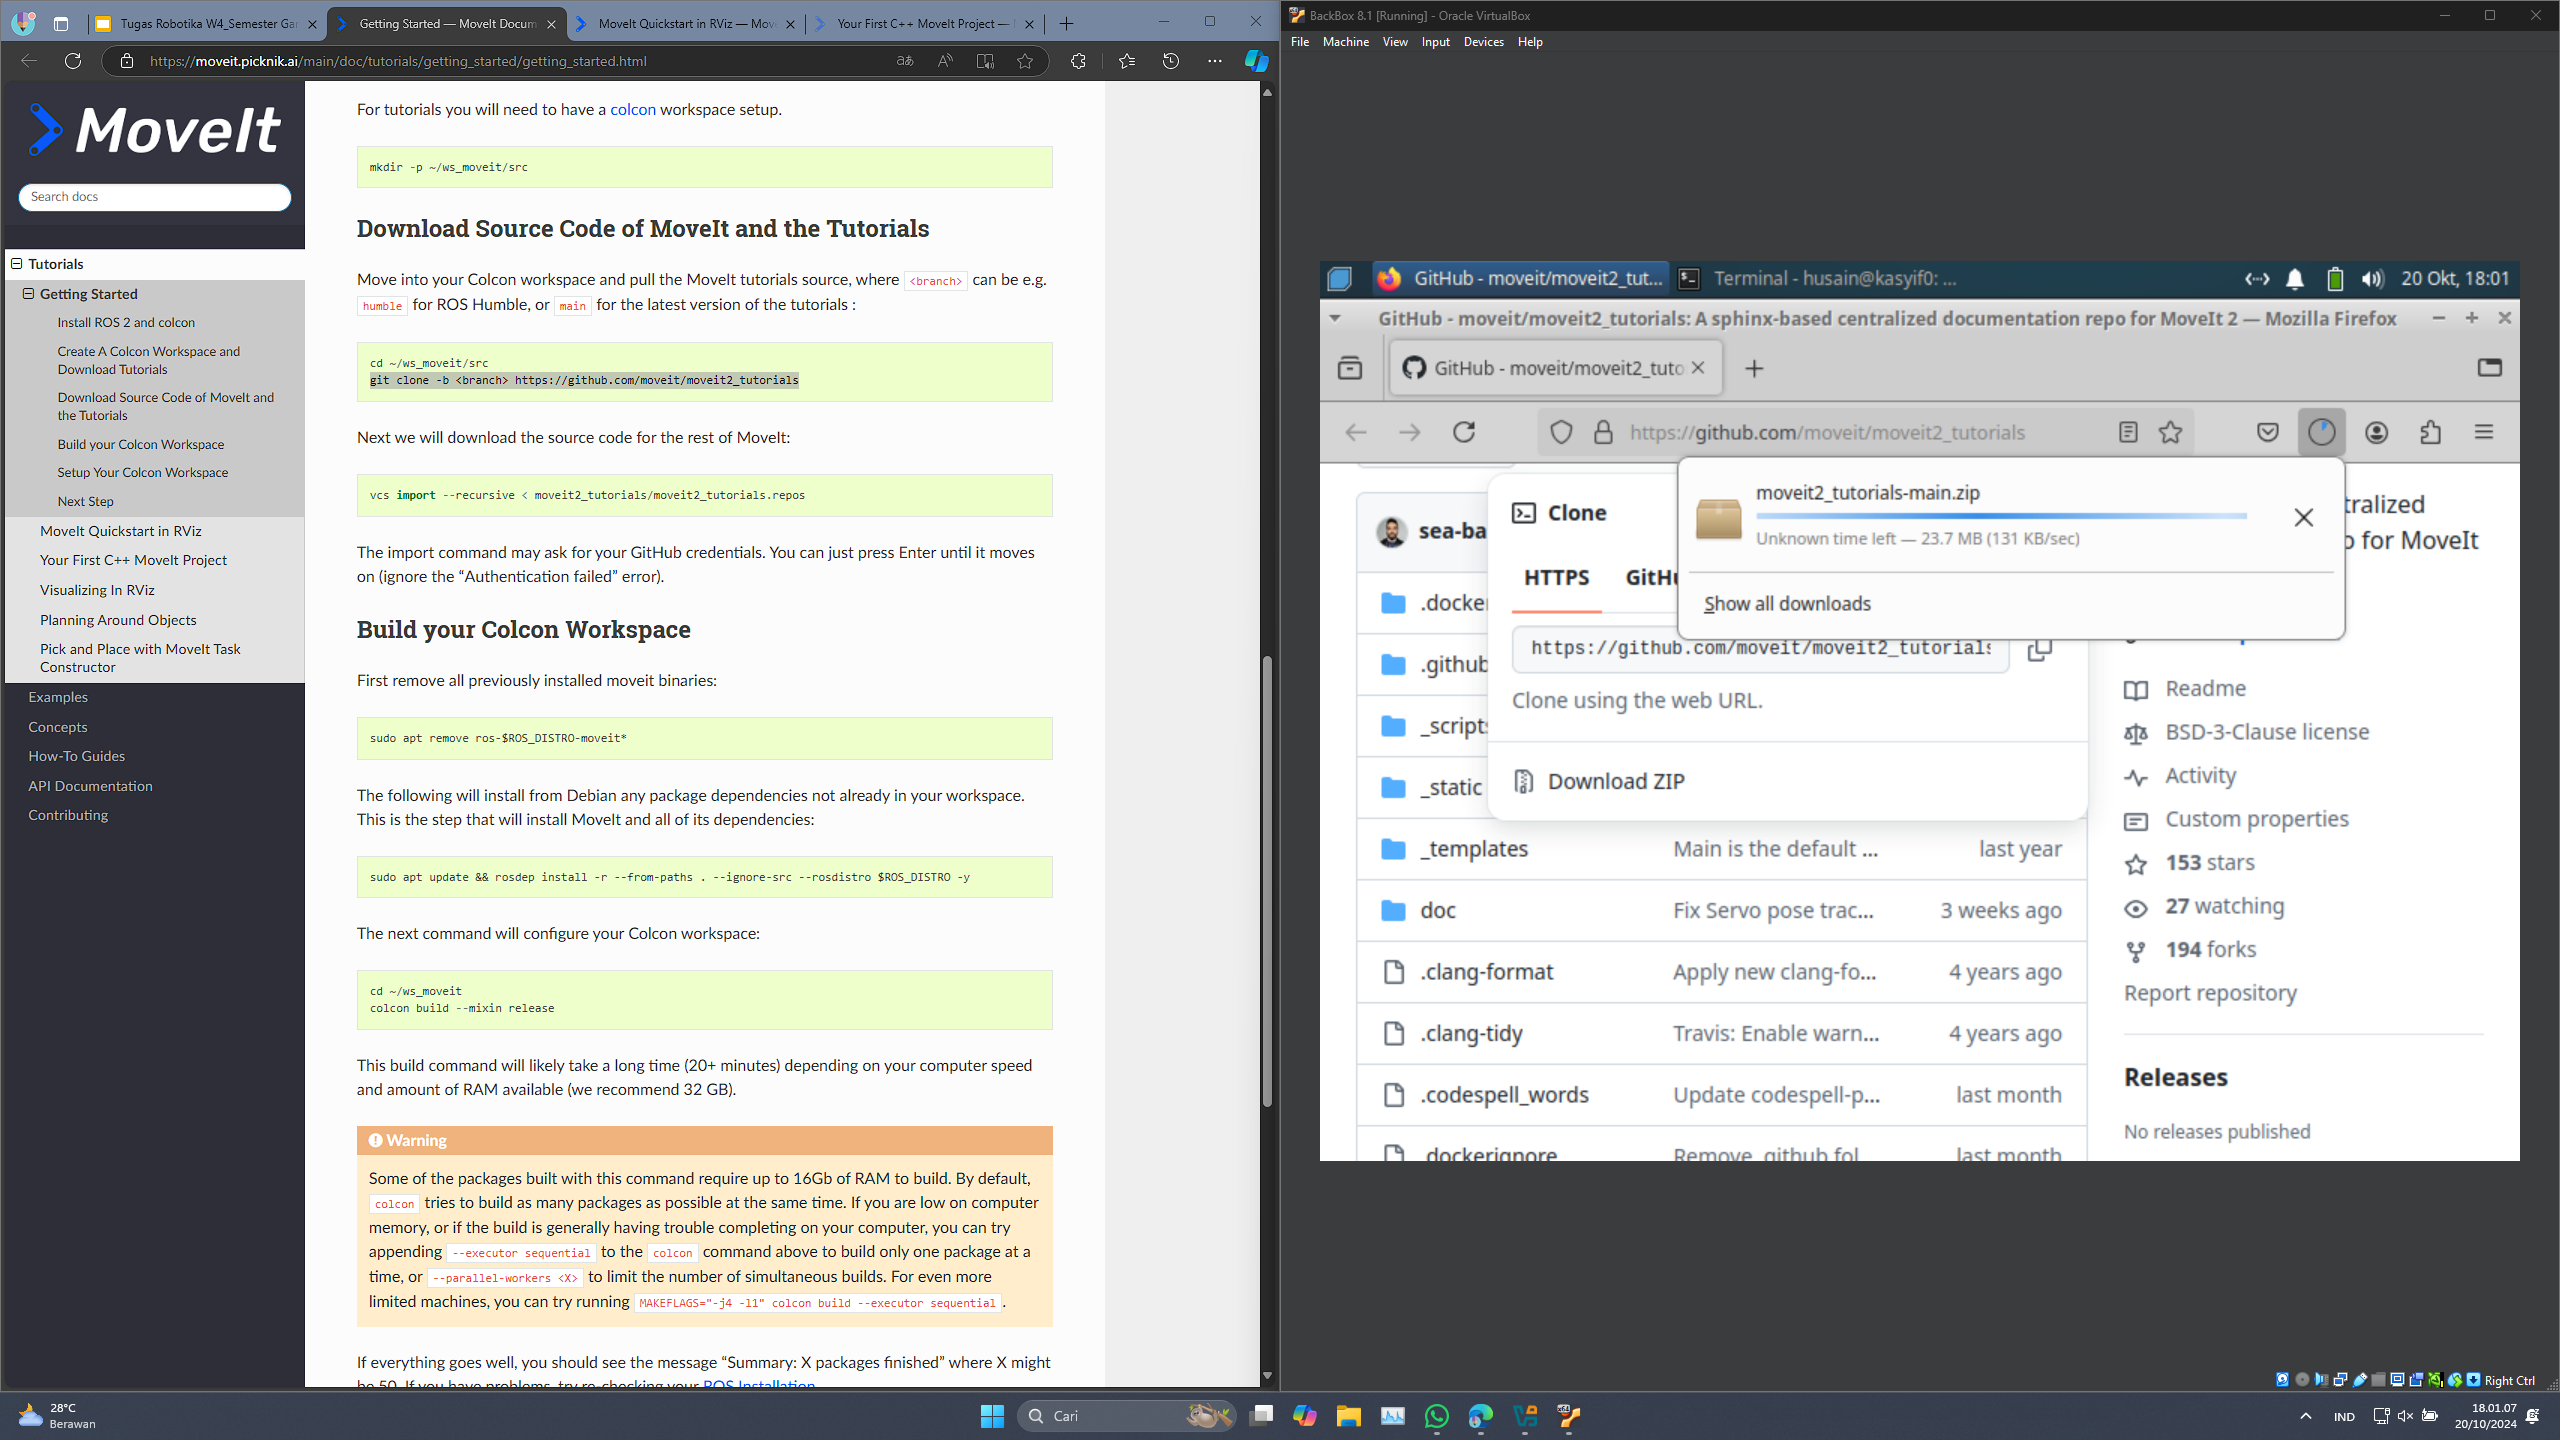 Tugas Robotika W4_Semester Ga
Getting Started — MoveIt Docum
MoveIt Quickstart in RViz — Mov
Your First C++ MoveIt Project —
https://moveit.picknik.ai/main/doc/tutorials/getting_started/getting_started.html
MoveIt
Search docs
Tutorials
Getting Started
Install ROS 2 and colcon
Create A Colcon Workspace and
Download Tutorials
Download Source Code of MoveIt and
the Tutorials
Build your Colcon Workspace
Setup Your Colcon Workspace
Next Step
MoveIt Quickstart in RViz
Your First C++ MoveIt Project
Visualizing In RViz
Planning Around Objects
Pick and Place with MoveIt Task
Constructor
Examples
Concepts
How-To Guides
API Documentation
Contributing
For tutorials you will need to have a colcon workspace setup.
mkdir -p ~/ws_moveit/src
Download Source Code of MoveIt and the Tutorials
Move into your Colcon workspace and pull the MoveIt tutorials source, where <branch> can be e.g.
humble for ROS Humble, or main for the latest version of the tutorials :
cd ~/ws_moveit/src
git clone -b <branch> https://github.com/moveit/moveit2_tutorials
Next we will download the source code for the rest of MoveIt:
vcs import --recursive < moveit2_tutorials/moveit2_tutorials.repos
The import command may ask for your GitHub credentials. You can just press Enter until it moves
on (ignore the “Authentication failed” error).
Build your Colcon Workspace
First remove all previously installed moveit binaries:
sudo apt remove ros-$ROS_DISTRO-moveit*
The following will install from Debian any package dependencies not already in your workspace.
This is the step that will install MoveIt and all of its dependencies:
sudo apt update && rosdep install -r --from-paths . --ignore-src --rosdistro $ROS_DISTRO -y
The next command will configure your Colcon workspace:
cd ~/ws_moveit
colcon build --mixin release
This build command will likely take a long time (20+ minutes) depending on your computer speed
and amount of RAM available (we recommend 32 GB).
Warning
Some of the packages built with this command require up to 16Gb of RAM to build. By default,
colcon tries to build as many packages as possible at the same time. If you are low on computer
memory, or if the build is generally having trouble completing on your computer, you can try
appending --executor sequential to the colcon command above to build only one package at a
time, or --parallel-workers <X> to limit the number of simultaneous builds. For even more
limited machines, you can try running MAKEFLAGS="-j4 -l1" colcon build --executor sequential .
If everything goes well, you should see the message “Summary: X packages finished” where X might
be 50. If you have problems, try re-checking your ROS Installation.
BackBox 8.1 [Running] - Oracle VirtualBox
File Machine View Input Devices Help
GitHub - moveit/moveit2_tut...
Terminal - husain@kasyif0: ...
20 Okt, 18:01
GitHub - moveit/moveit2_tutorials: A sphinx-based centralized documentation repo for MoveIt 2 — Mozilla Firefox
GitHub - moveit/moveit2_tuto
https://github.com/moveit/moveit2_tutorials
moveit2_tutorials-main.zip
Unknown time left — 23.7 MB (131 KB/sec)
Show all downloads
Clone
HTTPS GitHu
https://github.com/moveit/moveit2_tutorials
Clone using the web URL.
Download ZIP
sea-ba
.docke
.github
_scripts
_static
_templates Main is the default ... last year
doc Fix Servo pose trac... 3 weeks ago
.clang-format Apply new clang-fo... 4 years ago
.clang-tidy Travis: Enable warn... 4 years ago
.codespell_words Update codespell-p... last month
.dockerignore Remove .github fol last month
tralized
o for MoveIt
Readme
BSD-3-Clause license
Activity
Custom properties
153 stars
27 watching
194 forks
Report repository
Releases
No releases published
Right Ctrl
28°C
Berawan
Cari
IND
18.01.07
20/10/2024